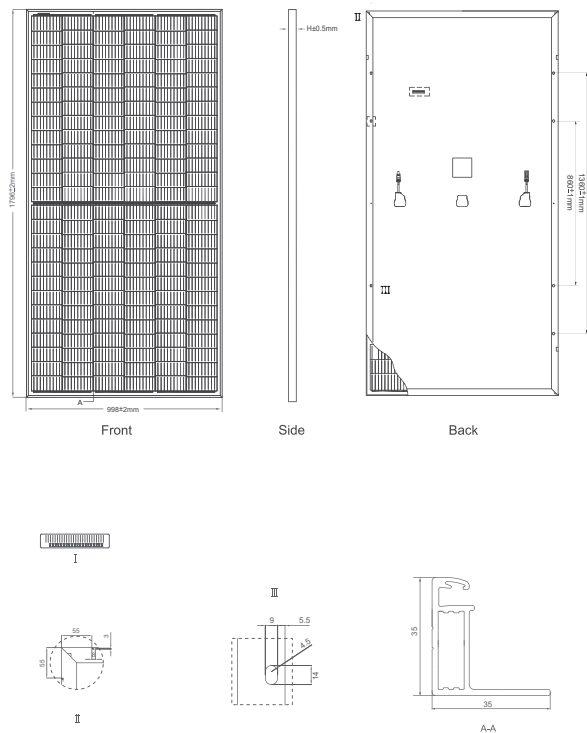 II
H±0.5mm
1796±2mm
1360±1mm
860±1mm
III
A
998±2mm
Front
Side
Back
I
III
9
5.5
4.5
14
55
3
55
II
35
35
A-A